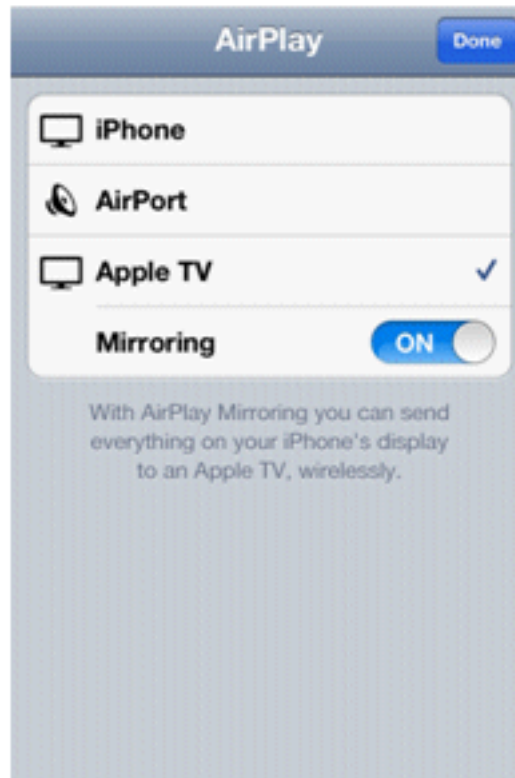 AirPlay Done
iPhone
AirPort
Apple TV
Mirroring ON
With AirPlay Mirroring you can send
everything on your iPhone's display
to an Apple TV, wirelessly.